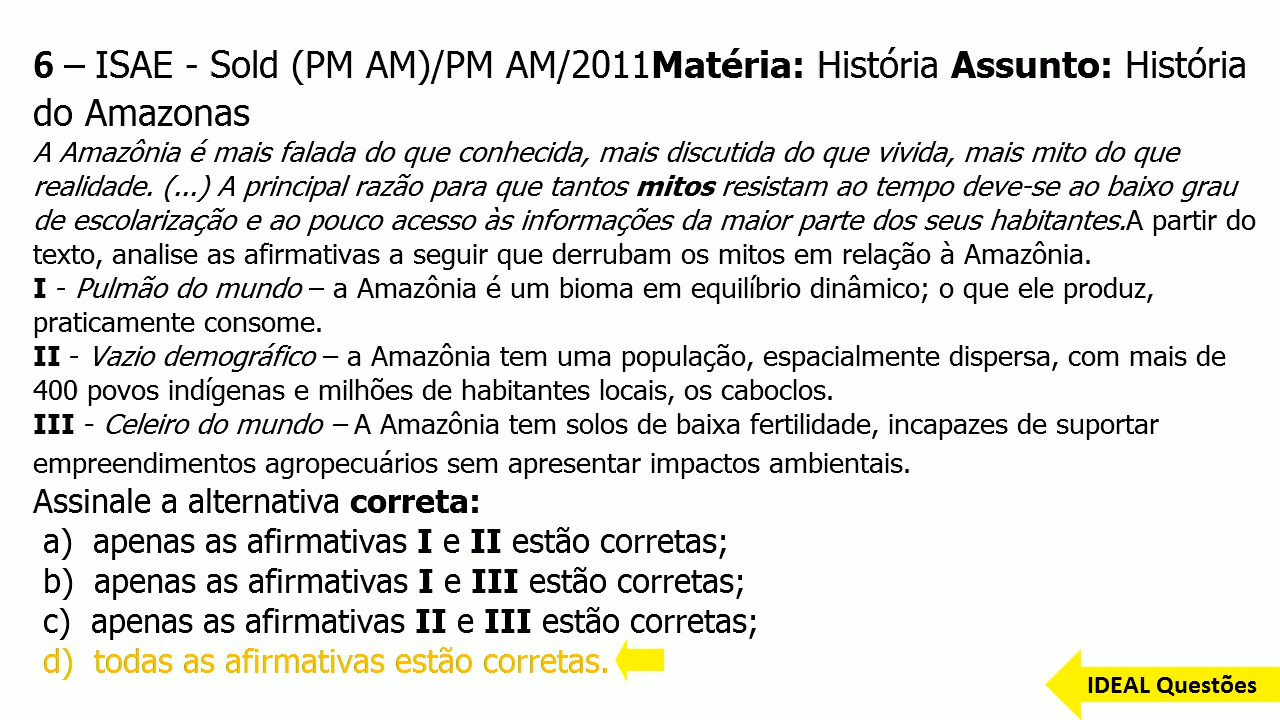 6 – ISAE - Sold (PM AM)/PM AM/2011Matéria: História Assunto: História
do Amazonas
A Amazônia é mais falada do que conhecida, mais discutida do que vivida, mais mito do que
realidade. (...) A principal razão para que tantos mitos resistam ao tempo deve-se ao baixo grau
de escolarização e ao pouco acesso às informações da maior parte dos seus habitantes.A partir do
texto, analise as afirmativas a seguir que derrubam os mitos em relação à Amazônia.
I - Pulmão do mundo – a Amazônia é um bioma em equilíbrio dinâmico; o que ele produz,
praticamente consome.
II - Vazio demográfico – a Amazônia tem uma população, espacialmente dispersa, com mais de
400 povos indígenas e milhões de habitantes locais, os caboclos.
III - Celeiro do mundo – A Amazônia tem solos de baixa fertilidade, incapazes de suportar
empreendimentos agropecuários sem apresentar impactos ambientais.
Assinale a alternativa correta:
a) apenas as afirmativas I e II estão corretas;
b) apenas as afirmativas I e III estão corretas;
c) apenas as afirmativas II e III estão corretas;
d) todas as afirmativas estão corretas.
IDEAL Questões